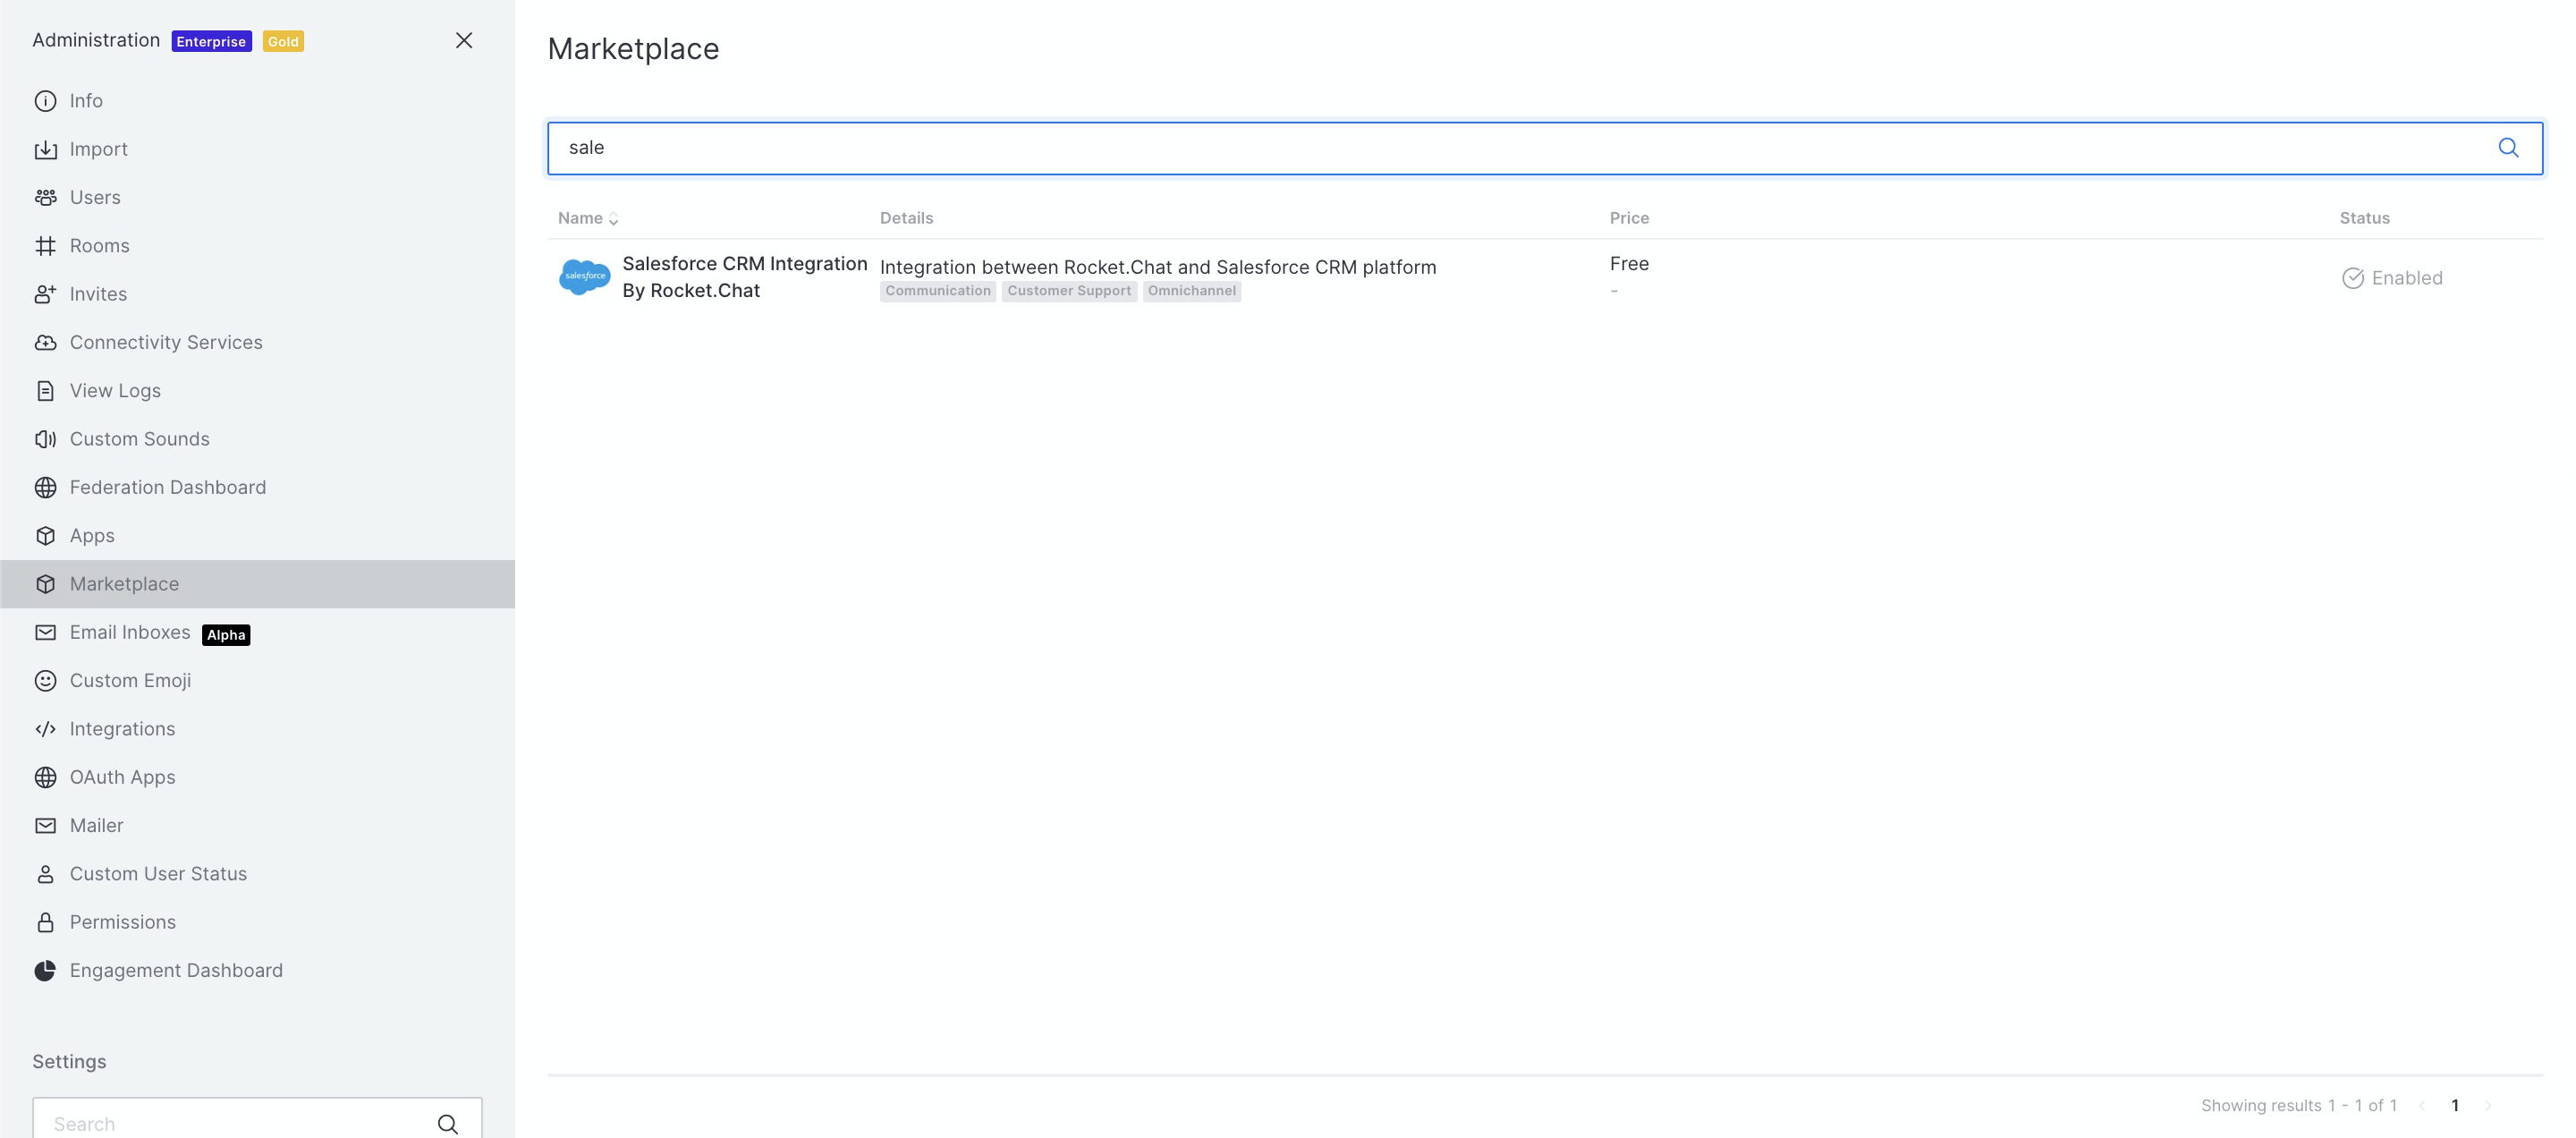 Administration Enterprise Gold
Info
Import
Users
Rooms
Invites
Connectivity Services
View Logs
Custom Sounds
Federation Dashboard
Apps
Marketplace
Email Inboxes Alpha
Custom Emoji
Integrations
OAuth Apps
Mailer
Custom User Status
Permissions
Engagement Dashboard
Settings
Search
Marketplace
sale
Name Details Price Status
salesforce
Salesforce CRM Integration
By Rocket.Chat
Integration between Rocket.Chat and Salesforce CRM platform
Communication Customer Support Omnichannel
Free
-
Enabled
Showing results 1 - 1 of 1 1